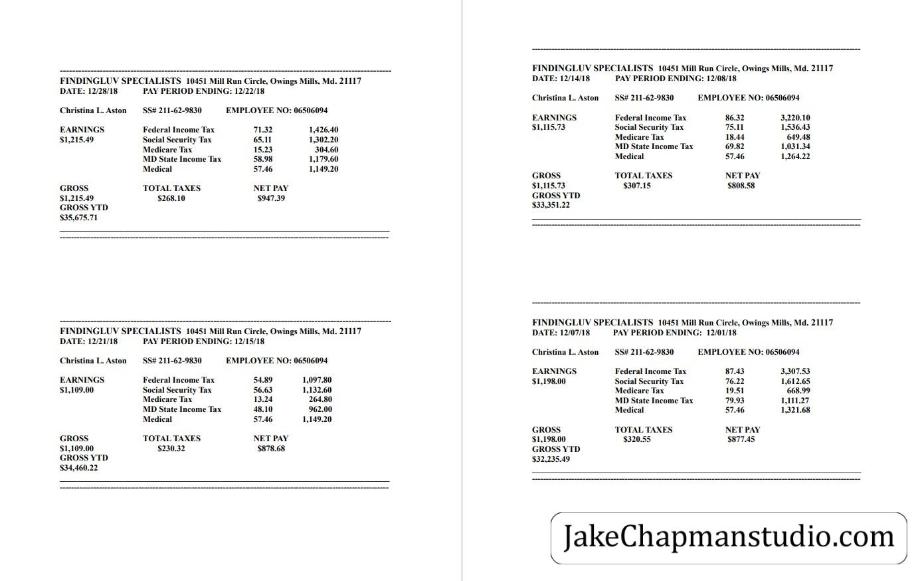 FINDINGLUV SPECIALISTS 10451 Mill Run Circle, Owings Mills, Md. 21117
DATE: 12/28/18 PAY PERIOD ENDING: 12/22/18
Christina L. Aston SS# 211-62-9830 EMPLOYEE NO: 06506094
EARNINGS Federal Income Tax 71.32 1,426.40
$1,215.49 Social Security Tax 65.11 1,302.20
Medicare Tax 15.23 304.60
MD State Income Tax 58.98 1,179.60
Medical 57.46 1,149.20
GROSS TOTAL TAXES NET PAY
$1,215.49 $268.10 $947.39
GROSS YTD
$35,675.71
FINDINGLUV SPECIALISTS 10451 Mill Run Circle, Owings Mills, Md. 21117
DATE: 12/21/18 PAY PERIOD ENDING: 12/15/18
Christina L. Aston SS# 211-62-9830 EMPLOYEE NO: 06506094
EARNINGS Federal Income Tax 54.89 1,097.80
$1,109.00 Social Security Tax 56.63 1,132.60
Medicare Tax 13.24 264.80
MD State Income Tax 48.10 962.00
Medical 57.46 1,149.20
GROSS TOTAL TAXES NET PAY
$1,109.00 $230.32 $878.68
GROSS YTD
$34,460.22
FINDINGLUV SPECIALISTS 10451 Mill Run Circle, Owings Mills, Md. 21117
DATE: 12/14/18 PAY PERIOD ENDING: 12/08/18
Christina L. Aston SS# 211-62-9830 EMPLOYEE NO: 06506094
EARNINGS Federal Income Tax 86.32 3,220.10
$1,115.73 Social Security Tax 75.11 1,536.43
Medicare Tax 18.44 649.48
MD State Income Tax 69.82 1,031.34
Medical 57.46 1,264.22
GROSS TOTAL TAXES NET PAY
$1,115.73 $307.15 $808.58
GROSS YTD
$33,351.22
FINDINGLUV SPECIALISTS 10451 Mill Run Circle, Owings Mills, Md. 21117
DATE: 12/07/18 PAY PERIOD ENDING: 12/01/18
Christina L. Aston SS# 211-62-9830 EMPLOYEE NO: 06506094
EARNINGS Federal Income Tax 87.43 3,307.53
$1,198.00 Social Security Tax 76.22 1,612.65
Medicare Tax 19.51 668.99
MD State Income Tax 79.93 1,111.27
Medical 57.46 1,321.68
GROSS TOTAL TAXES NET PAY
$1,198.00 $320.55 $877.45
GROSS YTD
$32,235.49
JakeChapmanstudio.com